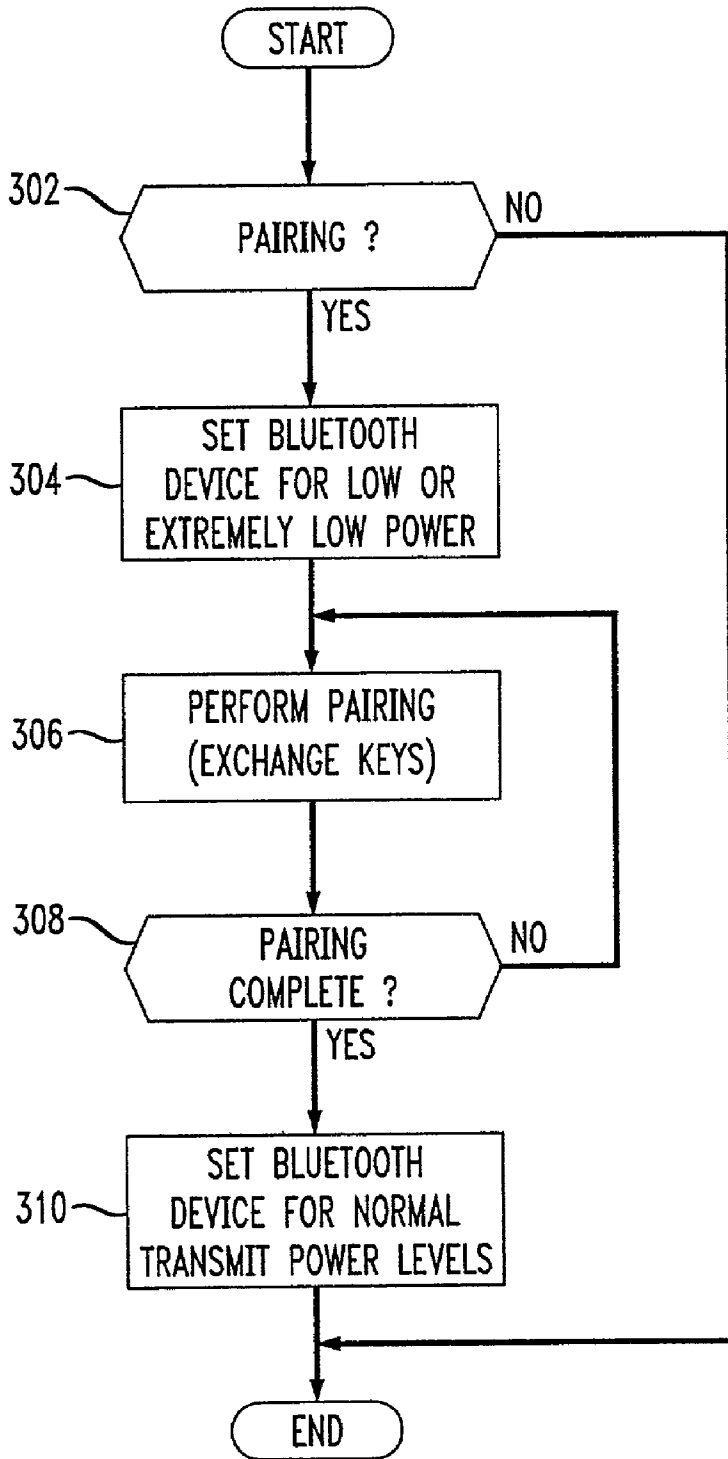 START
302
PAIRING ?
NO
YES
304
SET BLUETOOTH
DEVICE FOR LOW OR
EXTREMELY LOW POWER
306
PERFORM PAIRING
(EXCHANGE KEYS)
308
PAIRING
COMPLETE ?
NO
YES
310
SET BLUETOOTH
DEVICE FOR NORMAL
TRANSMIT POWER LEVELS
END